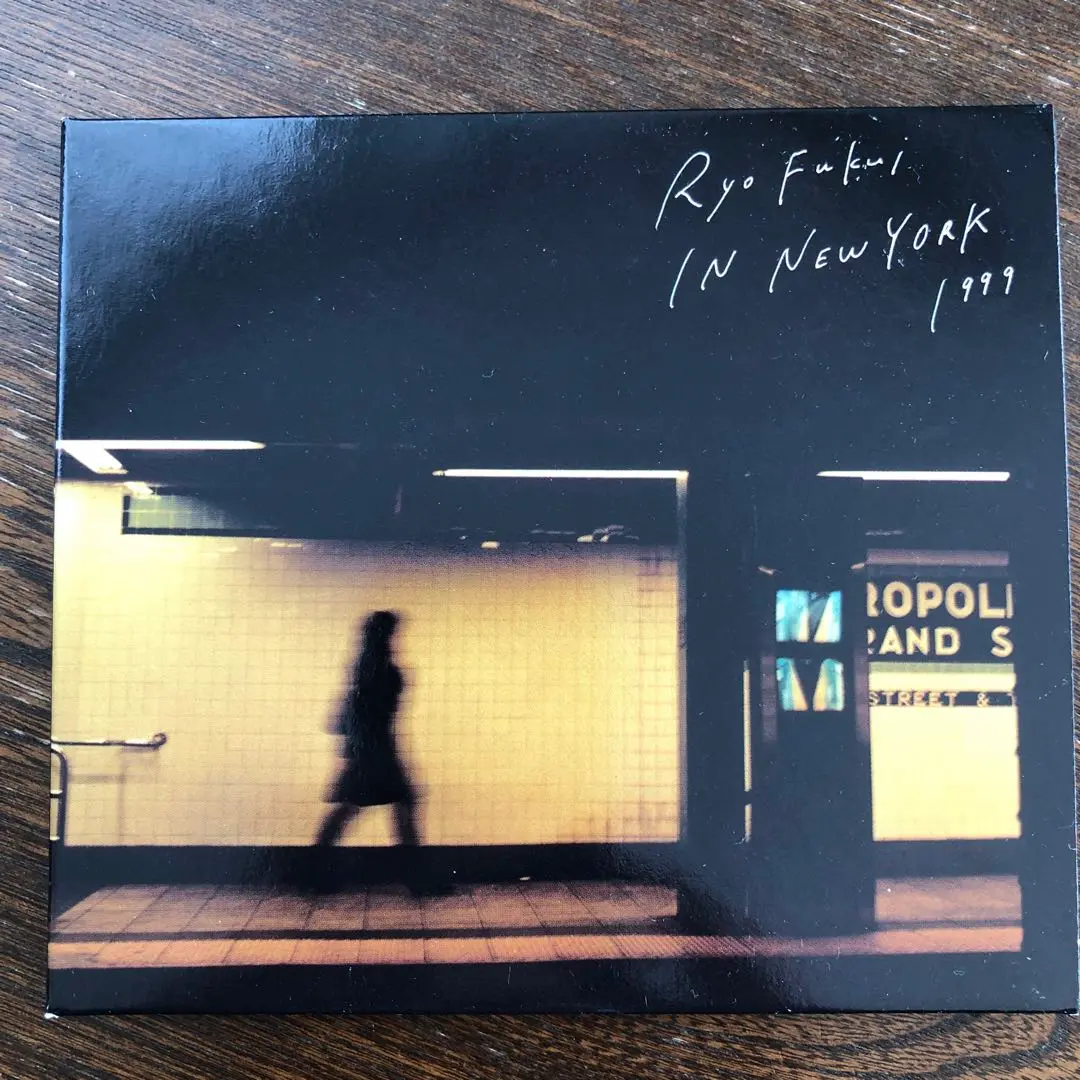 Ryo Fukui
IN NEW YORK
1999
ROPOLI
RAND S
STREET &